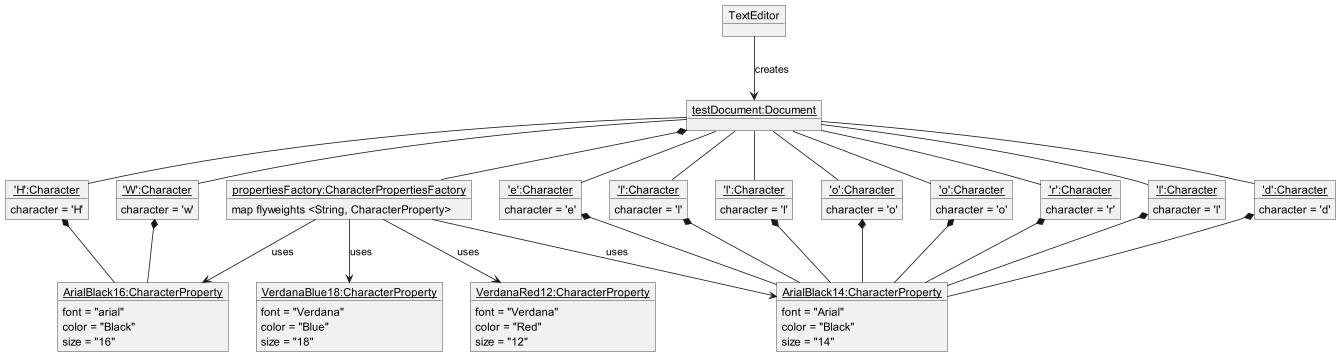 TextEditor
creates
testDocument:Document
'H':Character
character = 'H'
'W':Character
character = 'w'
propertiesFactory:CharacterPropertiesFactory
map flyweights <String, CharacterProperty>
'e':Character
character = 'e'
'l':Character
character = 'l'
'l':Character
character = 'l'
'o':Character
character = 'o'
'o':Character
character = 'o'
'r':Character
character = 'r'
'l':Character
character = 'l'
'd':Character
character = 'd'
uses
uses
uses
uses
ArialBlack16:CharacterProperty
font = "arial"
color = "Black"
size = "16"
VerdanaBlue18:CharacterProperty
font = "Verdana"
color = "Blue"
size = "18"
VerdanaRed12:CharacterProperty
font = "Verdana"
color = "Red"
size = "12"
ArialBlack14:CharacterProperty
font = "Arial"
color = "Black"
size = "14"